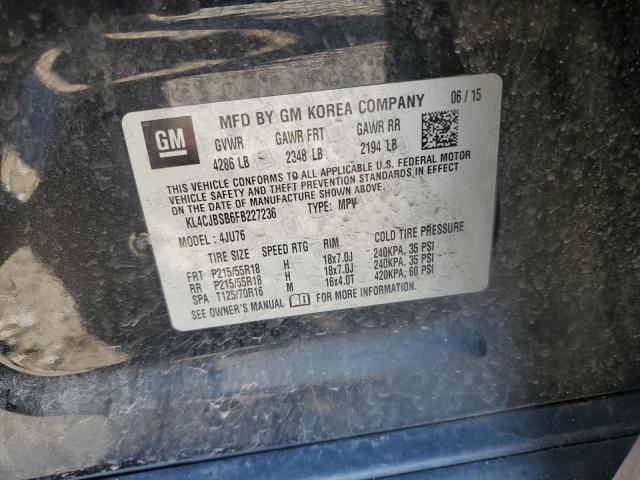 MFD BY GM KOREA COMPANY 06 / 15
GM
GVWR GAWR FRT GAWR RR
4286 LB 2348 LB 2194 LB
THIS VEHICLE CONFORMS TO ALL APPLICABLE U.S. FEDERAL MOTOR
VEHICLE SAFETY AND THEFT PREVENTION STANDARDS IN EFFECT
ON THE DATE OF MANUFACTURE SHOWN ABOVE.
KL4CJBSB6FB227236 TYPE: MPV
MODEL: 4JU76
TIRE SIZE SPEED RTG RIM COLD TIRE PRESSURE
FRT P215/55R18 H 18x7.0J 240KPA, 35 PSI
RR P215/55R18 H 18x7.0J 240KPA, 35 PSI
SPA T125/70R16 M 16x4.0T 420KPA, 60 PSI
SEE OWNER'S MANUAL FOR MORE INFORMATION.